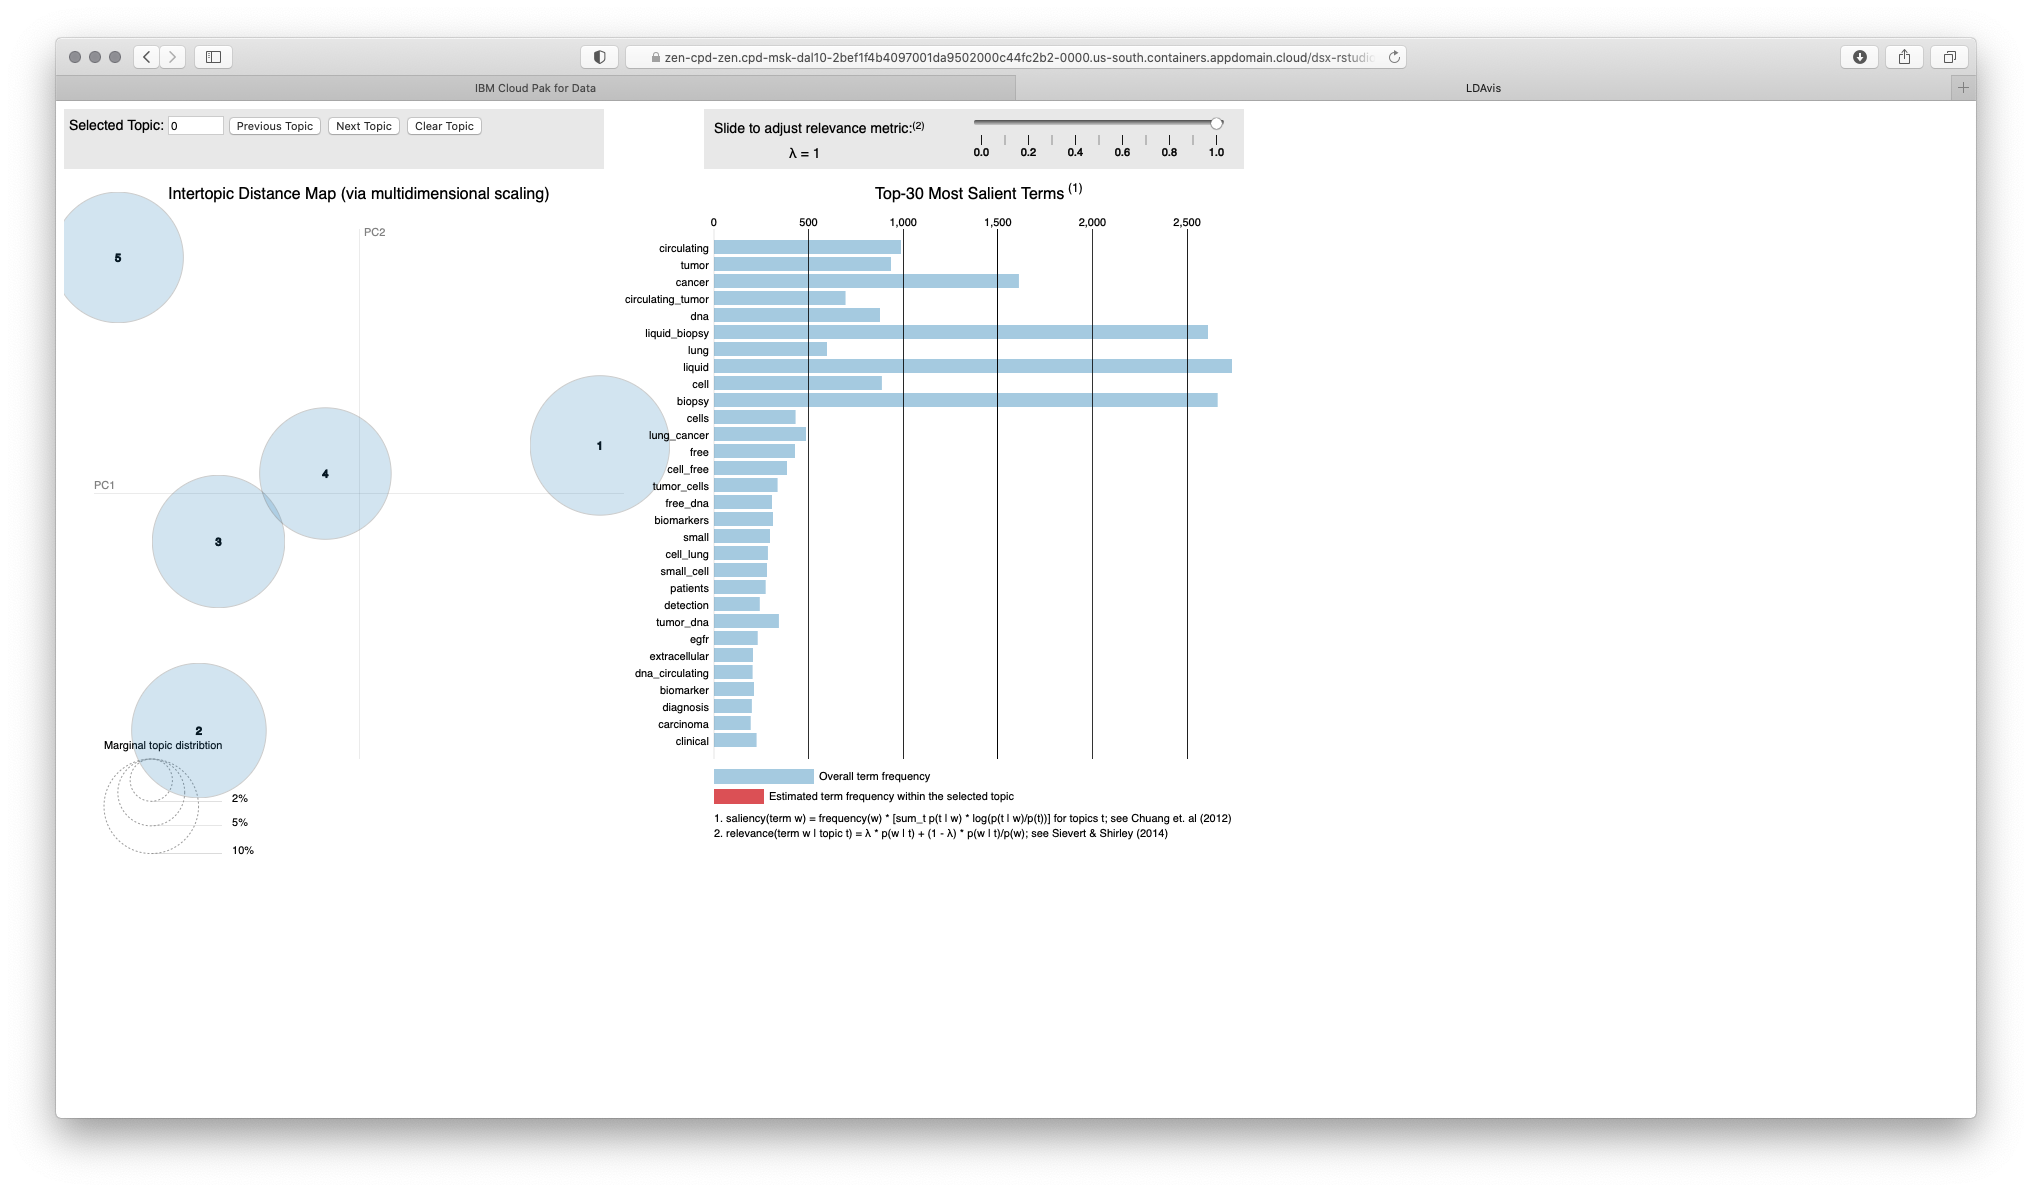 zen-cpd-zen.cpd-msk-dal10-2bef1f4b4097001da9502000c44fc2b2-0000.us-south.containers.appdomain.cloud/dsx-rstudio
IBM Cloud Pak for Data
LDAvis
Selected Topic: 0 Previous Topic Next Topic Clear Topic
Slide to adjust relevance metric:(2)
λ = 1
0.0 0.2 0.4 0.6 0.8 1.0
Intertopic Distance Map (via multidimensional scaling)
PC2
5
1
4
PC1
3
2
Marginal topic distribtion
2%
5%
10%
Top-30 Most Salient Terms (1)
0 500 1,000 1,500 2,000 2,500
circulating
tumor
cancer
circulating_tumor
dna
liquid_biopsy
lung
liquid
cell
biopsy
cells
lung_cancer
free
cell_free
tumor_cells
free_dna
biomarkers
small
cell_lung
small_cell
patients
detection
tumor_dna
egfr
extracellular
dna_circulating
biomarker
diagnosis
carcinoma
clinical
Overall term frequency
Estimated term frequency within the selected topic
1. saliency(term w) = frequency(w) * [sum_t p(t | w) * log(p(t | w)/p(t))] for topics t; see Chuang et. al (2012)
2. relevance(term w | topic t) = λ * p(w | t) + (1 - λ) * p(w | t)/p(w); see Sievert & Shirley (2014)